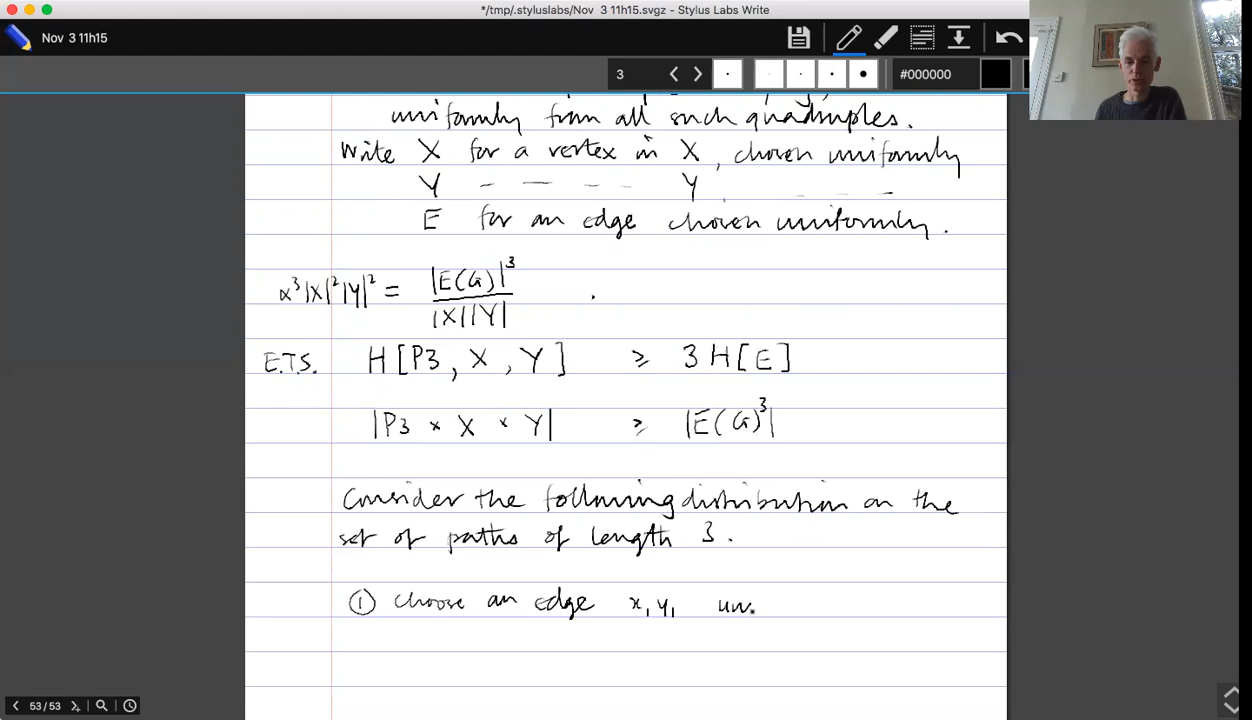 */tmp/.styluslabs/Nov 3 11h15.svgz - Stylus Labs Write
Nov 3 11h15
3
#000000
uniformly from all such quadruples.
Write X for a vertex in X, chosen uniformly
Y - — - - Y - - -
E for an edge chosen uniformly.
α³|X|²|Y|² = |E(G)|³ / |X||Y| .
E.T.S. H[P3, X, Y] ≥ 3 H[E]
|P3 × X × Y| ≥ |E(G)³|
Consider the following distribution on the
set of paths of length 3.
① Choose an edge x₁y₁ uni
53/53